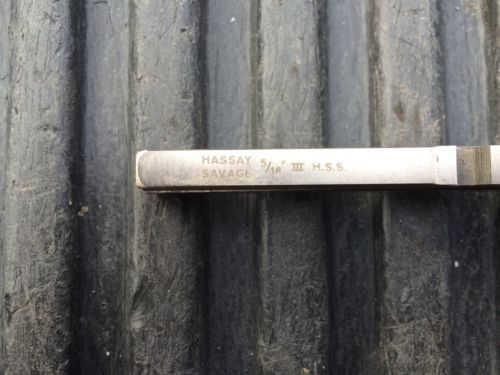 HASSAY 5/16" III H.S.S.
SAVAGE